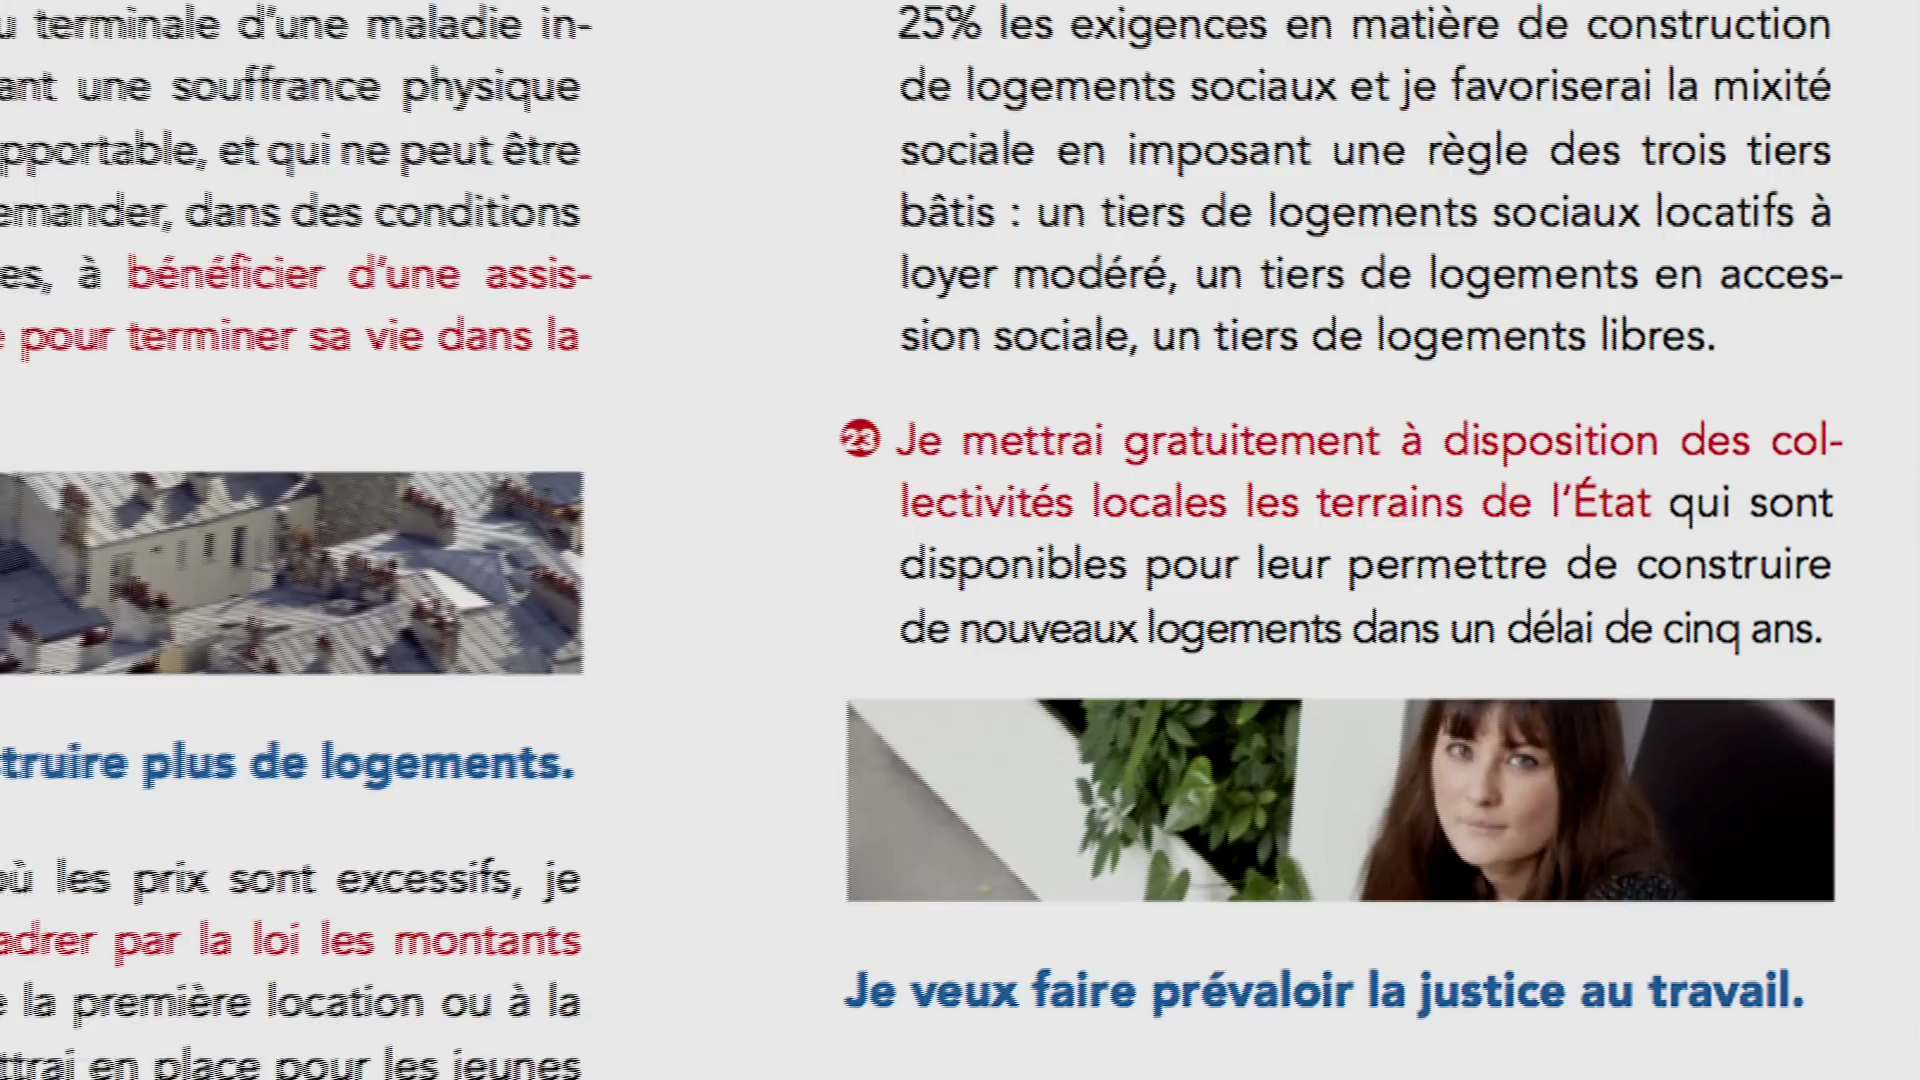 terminale d'une maladie in-
ant une souffrance physique
pportable, et qui ne peut être
emander, dans des conditions
es, à bénéficier d'une assis-
pour terminer sa vie dans la
truire plus de logements.
où les prix sont excessifs, je
adrer par la loi les montants
la première location ou à la
ttrai en place pour les jeunes
25% les exigences en matière de construction
de logements sociaux et je favoriserai la mixité
sociale en imposant une règle des trois tiers
bâtis : un tiers de logements sociaux locatifs à
loyer modéré, un tiers de logements en acces-
sion sociale, un tiers de logements libres.
23 Je mettrai gratuitement à disposition des col-
lectivités locales les terrains de l'État qui sont
disponibles pour leur permettre de construire
de nouveaux logements dans un délai de cinq ans.
Je veux faire prévaloir la justice au travail.